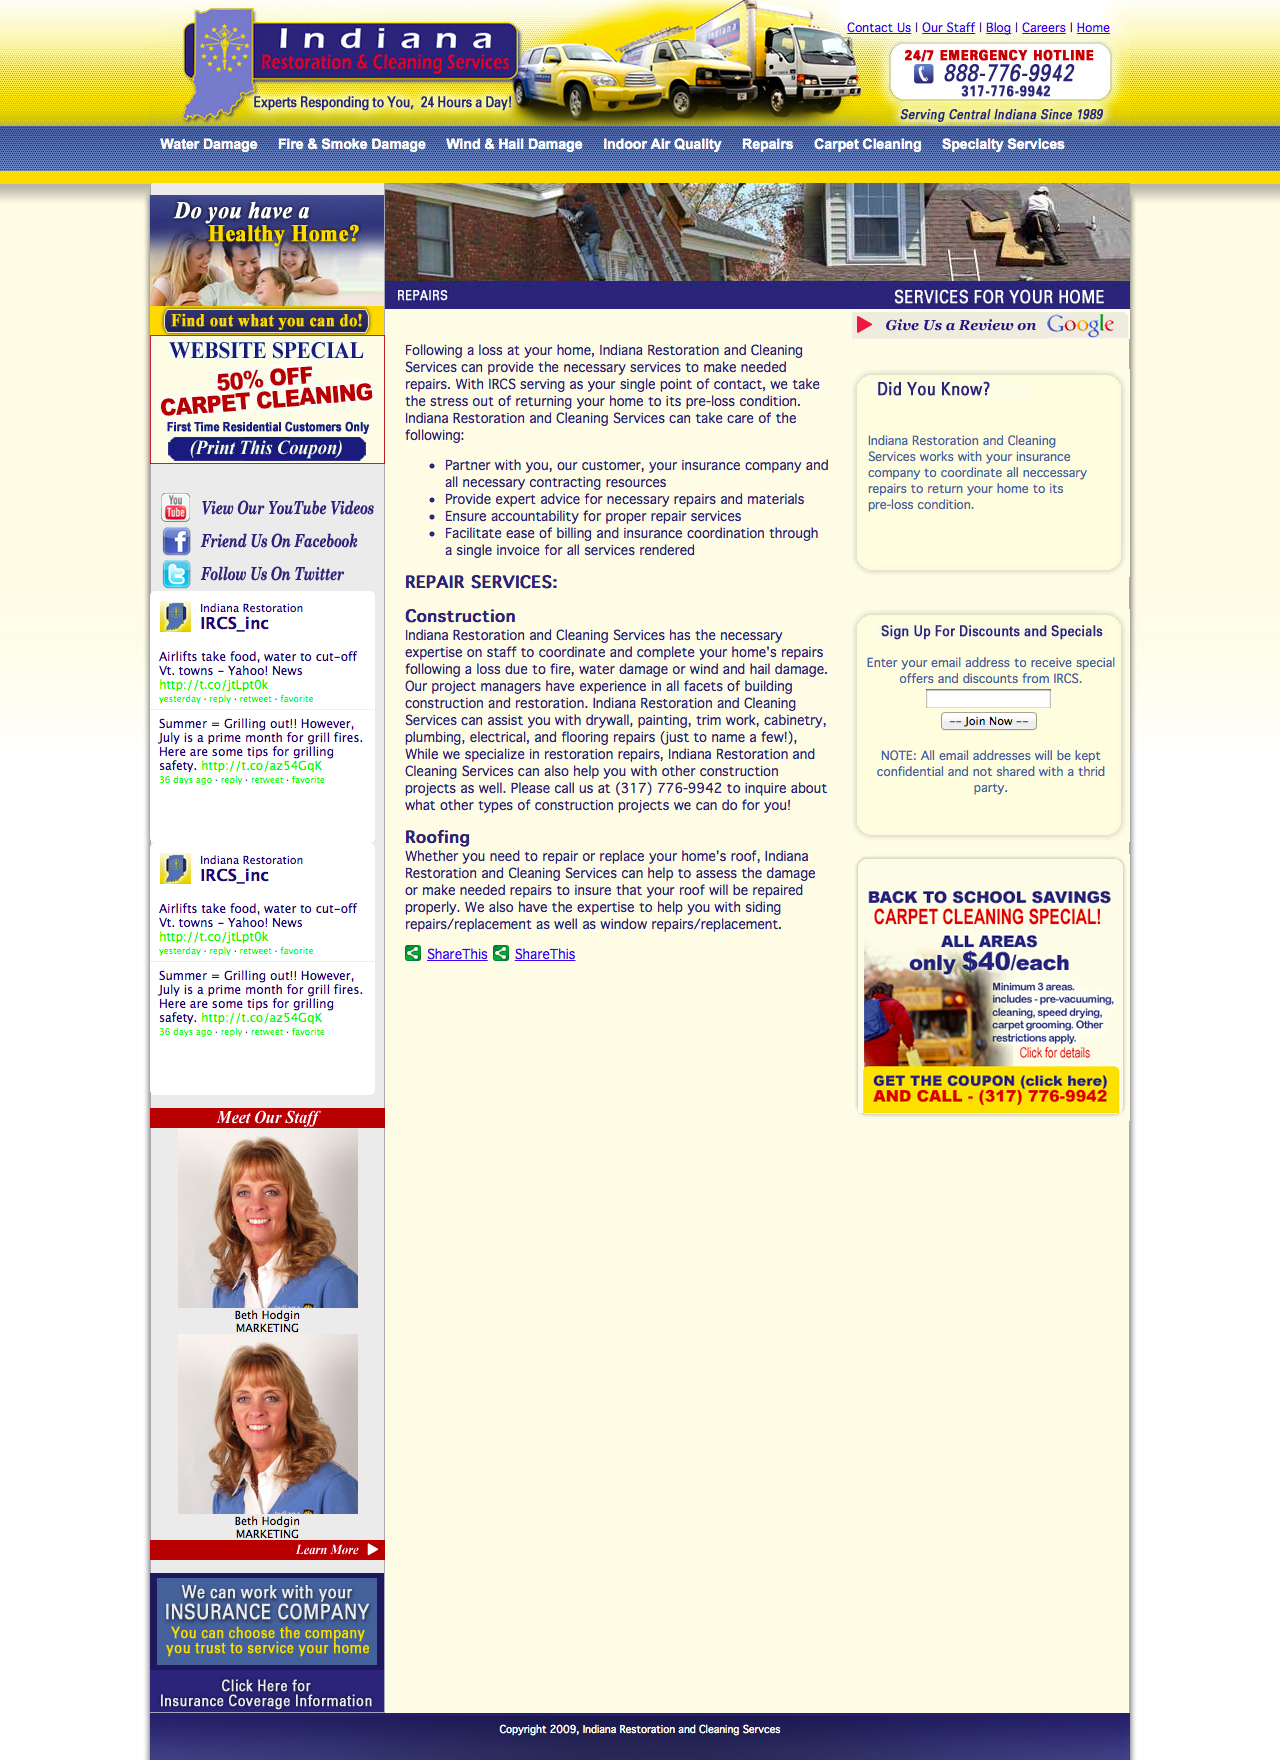 Indiana
Restoration & Cleaning Services
Experts Responding to You, 24 Hours a Day!
Contact Us | Our Staff | Blog | Careers | Home
24/7 EMERGENCY HOTLINE
888-776-9942
317-776-9942
Serving Central Indiana Since 1989
Water Damage Fire & Smoke Damage Wind & Hail Damage Indoor Air Quality Repairs Carpet Cleaning Specialty Services
Do you have a
Healthy Home?
Find out what you can do!
WEBSITE SPECIAL
50% OFF
CARPET CLEANING
First Time Residential Customers Only
(Print This Coupon)
You
Tube
View Our YouTube Videos
Friend Us On Facebook
Follow Us On Twitter
Indiana Restoration
IRCS_inc
Airlifts take food, water to cut-off
Vt. towns - Yahoo! News
http://t.co/jtLpt0k
yesterday · reply · retweet · favorite
Summer = Grilling out!! However,
July is a prime month for grill fires.
Here are some tips for grilling
safety. http://t.co/az54GqK
36 days ago · reply · retweet · favorite
Indiana Restoration
IRCS_inc
Airlifts take food, water to cut-off
Vt. towns - Yahoo! News
http://t.co/jtLpt0k
yesterday · reply · retweet · favorite
Summer = Grilling out!! However,
July is a prime month for grill fires.
Here are some tips for grilling
safety. http://t.co/az54GqK
36 days ago · reply · retweet · favorite
Meet Our Staff
Beth Hodgin
MARKETING
Beth Hodgin
MARKETING
Learn More
We can work with your
INSURANCE COMPANY
You can choose the company
you trust to service your home
Click Here for
Insurance Coverage Information
REPAIRS
SERVICES FOR YOUR HOME
Following a loss at your home, Indiana Restoration and Cleaning
Services can provide the necessary services to make needed
repairs. With IRCS serving as your single point of contact, we take
the stress out of returning your home to its pre-loss condition.
Indiana Restoration and Cleaning Services can take care of the
following:
• Partner with you, our customer, your insurance company and
all necessary contracting resources
• Provide expert advice for necessary repairs and materials
• Ensure accountability for proper repair services
• Facilitate ease of billing and insurance coordination through
a single invoice for all services rendered
REPAIR SERVICES:
Construction
Indiana Restoration and Cleaning Services has the necessary
expertise on staff to coordinate and complete your home's repairs
following a loss due to fire, water damage or wind and hail damage.
Our project managers have experience in all facets of building
construction and restoration. Indiana Restoration and Cleaning
Services can assist you with drywall, painting, trim work, cabinetry,
plumbing, electrical, and flooring repairs (just to name a few!),
While we specialize in restoration repairs, Indiana Restoration and
Cleaning Services can also help you with other construction
projects as well. Please call us at (317) 776-9942 to inquire about
what other types of construction projects we can do for you!
Roofing
Whether you need to repair or replace your home's roof, Indiana
Restoration and Cleaning Services can help to assess the damage
or make needed repairs to insure that your roof will be repaired
properly. We also have the expertise to help you with siding
repairs/replacement as well as window repairs/replacement.
ShareThis ShareThis
Give Us a Review on Google
Did You Know?
Indiana Restoration and Cleaning
Services works with your insurance
company to coordinate all neccessary
repairs to return your home to its
pre-loss condition.
Sign Up For Discounts and Specials
Enter your email address to receive special
offers and discounts from IRCS.
-- Join Now --
NOTE: All email addresses will be kept
confidential and not shared with a thrid
party.
BACK TO SCHOOL SAVINGS
CARPET CLEANING SPECIAL!
ALL AREAS
only $40/each
Minimum 3 areas.
includes - pre-vacuuming,
cleaning, speed drying,
carpet grooming. Other
restrictions apply.
Click for details
GET THE COUPON (click here)
AND CALL - (317) 776-9942
Copyright 2009, Indiana Restoration and Cleaning Servces